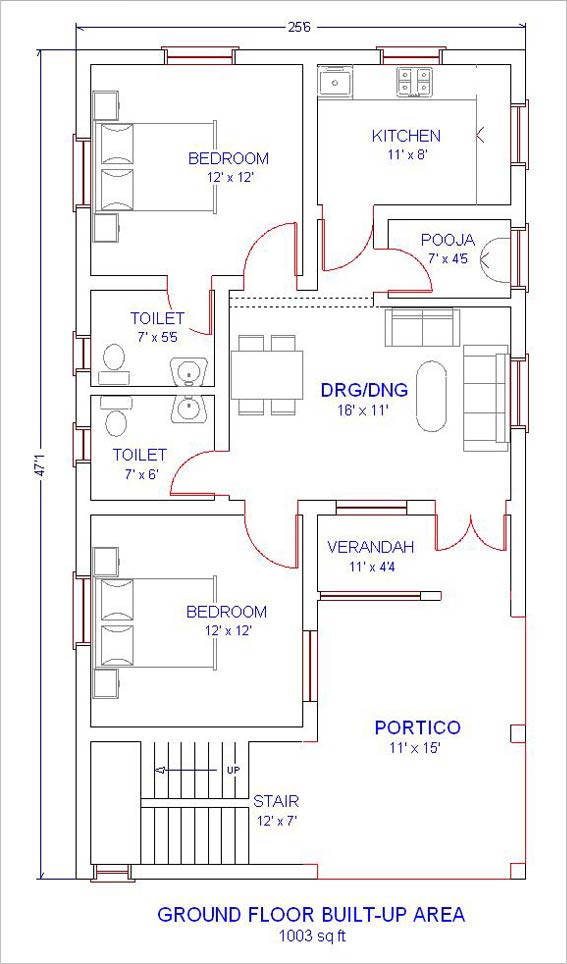 25'6
47'1
BEDROOM
12' x 12'
KITCHEN
11' x 8'
POOJA
7' x 4'5
TOILET
7' x 5'5
DRG/DNG
16' x 11'
TOILET
7' x 6'
VERANDAH
11' x 4'4
BEDROOM
12' x 12'
PORTICO
11' x 15'
UP
STAIR
12' x 7'
GROUND FLOOR BUILT-UP AREA
1003 sq ft